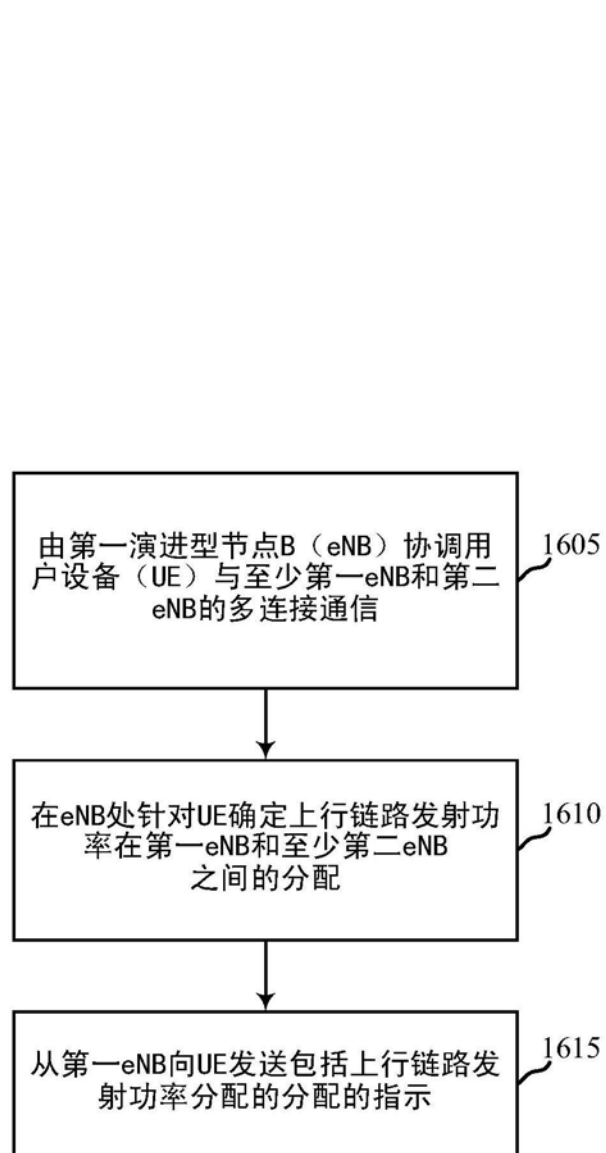 由第一演进型节点B（eNB）协调用
户设备（UE）与至少第一eNB和第二
eNB的多连接通信
1605
在eNB处针对UE确定上行链路发射功
率在第一eNB和至少第二eNB
之间的分配
1610
从第一eNB向UE发送包括上行链路发
射功率分配的分配的指示
1615